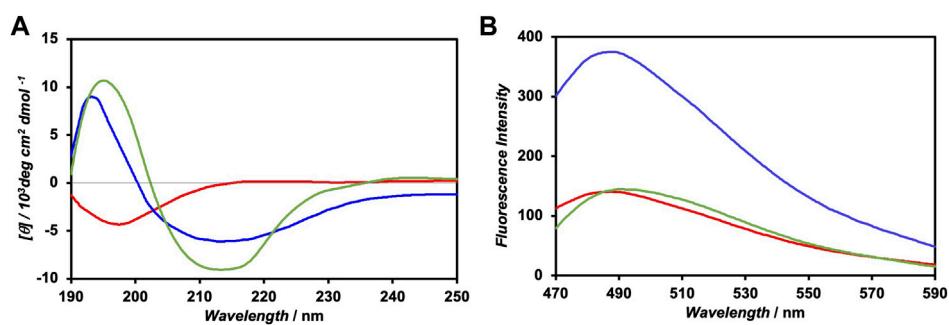 A
B
[θ] / 10³deg cm² dmol ⁻¹
15
10
5
0
-5
-10
190 200 210 220 230 240 250
Wavelength / nm
Fluorescence Intensity
400
300
200
100
0
470 490 510 530 550 570 590
Wavelength / nm